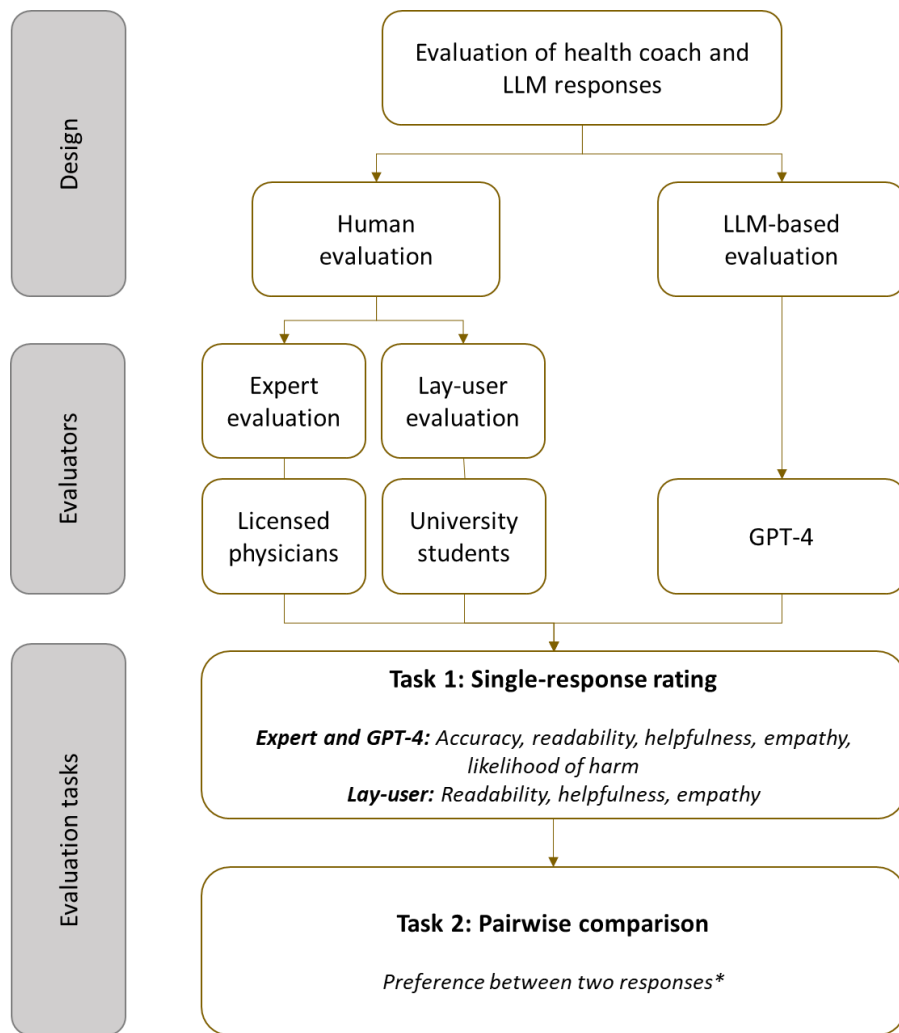 Design
Evaluation of health coach and
LLM responses
Human
evaluation
LLM-based
evaluation
Evaluators
Expert
evaluation
Lay-user
evaluation
Licensed
physicians
University
students
GPT-4
Evaluation tasks
Task 1: Single-response rating
Expert and GPT-4: Accuracy, readability, helpfulness, empathy,
likelihood of harm
Lay-user: Readability, helpfulness, empathy
Task 2: Pairwise comparison
Preference between two responses*